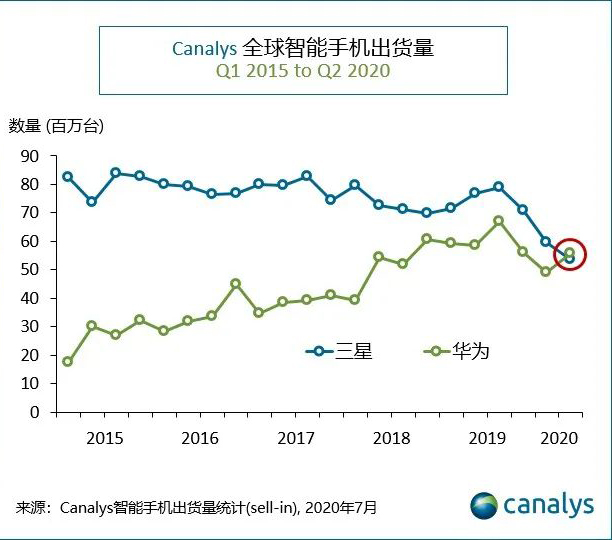 Canalys 全球智能手机出货量
Q1 2015 to Q2 2020
数量 (百万台)
90
80
70
60
50
40
30
20
10
0
三星
华为
2015 2016 2017 2018 2019 2020
来源：Canalys智能手机出货量统计(sell-in), 2020年7月
canalys